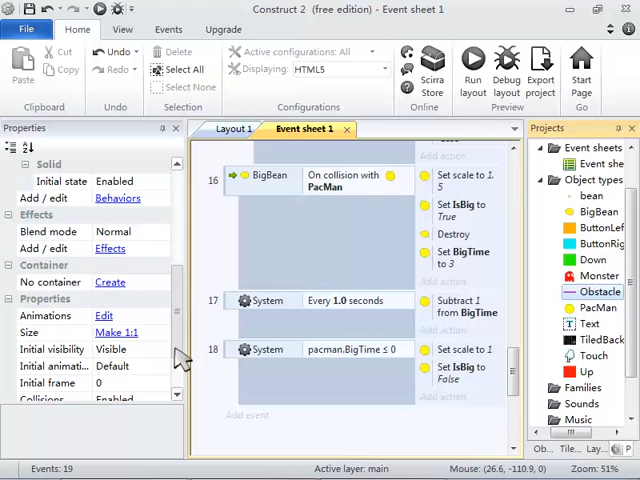 Construct 2 (free edition) - Event sheet 1
File
Home
View
Events
Upgrade
Paste
Cut
Copy
Clipboard
Undo
Redo
Undo
Delete
Select All
Select None
Selection
Active configurations: All
Displaying: HTML5
Configurations
Scirra Store
Online
Run layout
Debug layout
Export project
Preview
Start Page
Go
Properties
Solid
Initial state Enabled
Add / edit Behaviors
Effects
Blend mode Normal
Add / edit Effects
Container
No container Create
Properties
Animations Edit
Size Make 1:1
Initial visibility Visible
Initial animati... Default
Initial frame 0
Collisions Enabled
Layout 1
Event sheet 1
Add action
16 BigBean On collision with PacMan
Set scale to 1.
5
Set IsBig to
True
Destroy
Set BigTime
to 3
Add action
17 System Every 1.0 seconds
Subtract 1
from BigTime
Add action
18 System pacman.BigTime ≤ 0
Set scale to 1
Set IsBig to
False
Add action
Add event
Projects
Event sheets
Event she
Object types
bean
BigBean
ButtonLef
ButtonRig
Down
Monster
Obstacle
PacMan
Text
TiledBack
Touch
Up
Families
Sounds
Music
Ob...
Tile...
Lay...
P
Events: 19
Active layer: main
Mouse: (26.6, -110.9, 0)
Zoom: 51%